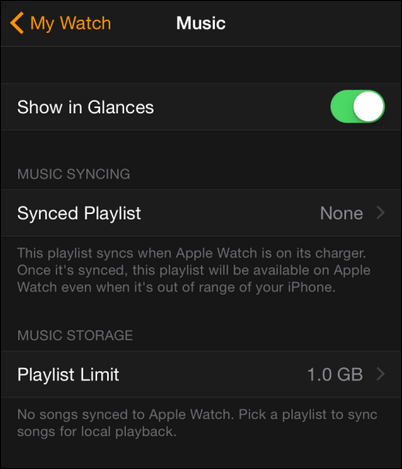 My Watch Music
Show in Glances
MUSIC SYNCING
Synced Playlist None
This playlist syncs when Apple Watch is on its charger.
Once it's synced, this playlist will be available on Apple
Watch even when it's out of range of your iPhone.
MUSIC STORAGE
Playlist Limit 1.0 GB
No songs synced to Apple Watch. Pick a playlist to sync
songs for local playback.